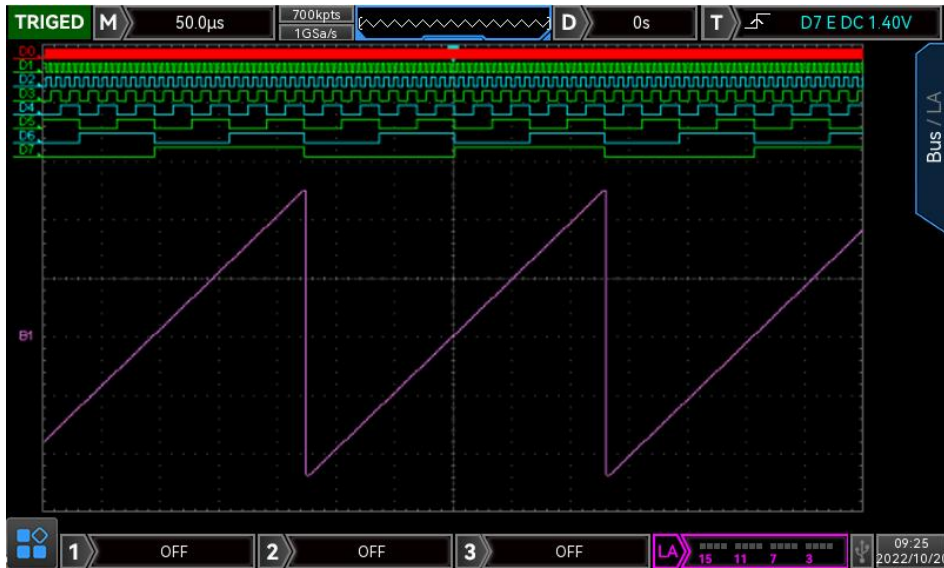 TRIGED M 50.0μs 700kpts 1GSa/s D 0s T D7 E DC 1.40V
D0
D1
D2
D3
D4
D5
D6
D7
Bus / LA
B1
1 OFF 2 OFF 3 OFF LA 15 11 7 3 09:25
2022/10/20